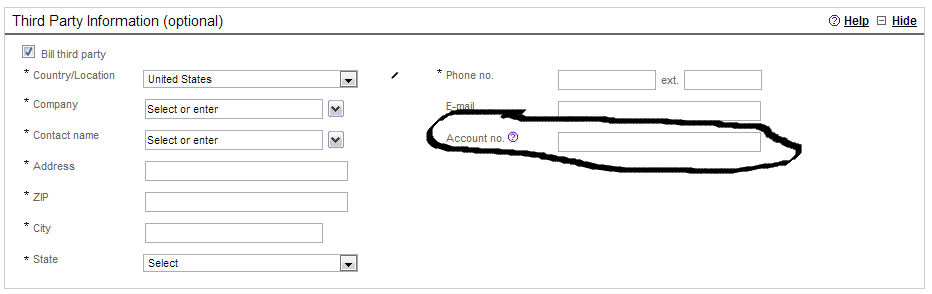 Third Party Information (optional)
Help Hide
Bill third party
* Country/Location United States
* Phone no. ext.
* Company Select or enter
E-mail
* Contact name Select or enter
Account no.
* Address
* ZIP
* City
* State Select